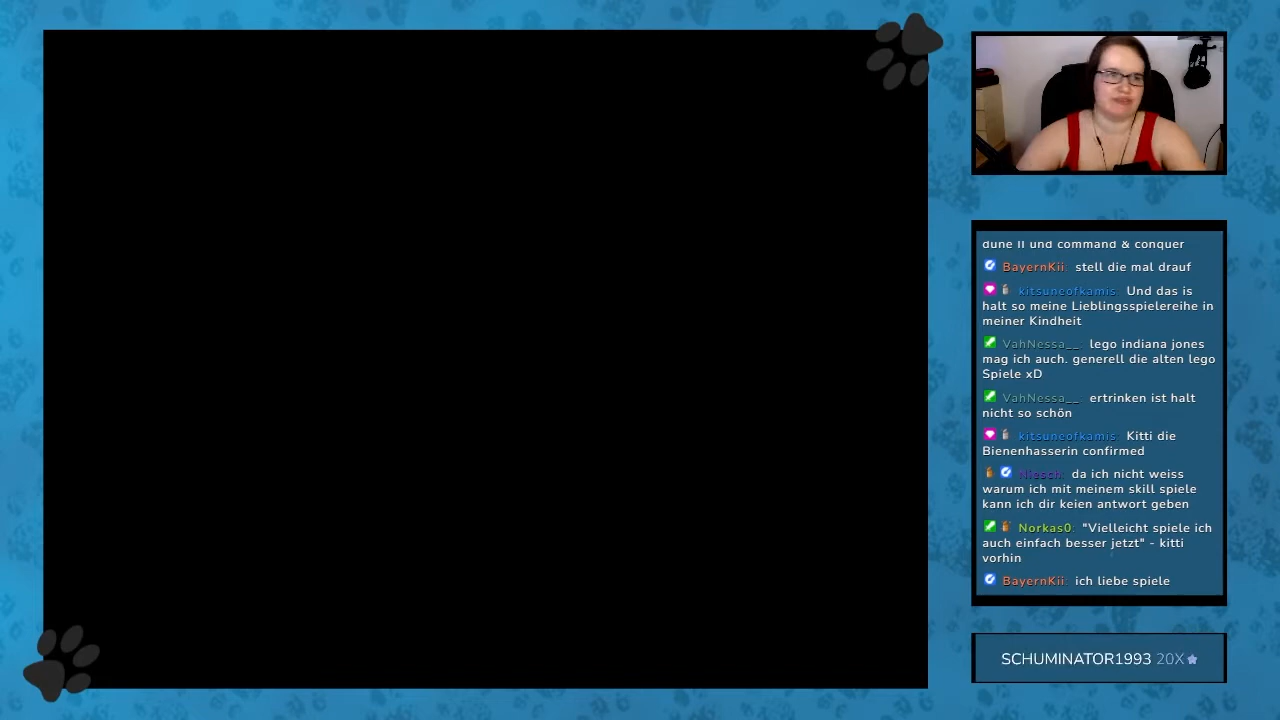 dune II und command & conquer
BayernKii: stell die mal drauf
kitsuneofkamis: Und das is
halt so meine Lieblingsspielereihe in
meiner Kindheit
VahNessa__: lego indiana jones
mag ich auch. generell die alten lego
Spiele xD
VahNessa__: ertrinken ist halt
nicht so schön
kitsuneofkamis: Kitti die
Bienenhasserin confirmed
Niesch: da ich nicht weiss
warum ich mit meinem skill spiele
kann ich dir keien antwort geben
Norkas0: "Vielleicht spiele ich
auch einfach besser jetzt" - kitti
vorhin
BayernKii: ich liebe spiele
SCHUMINATOR1993 20X